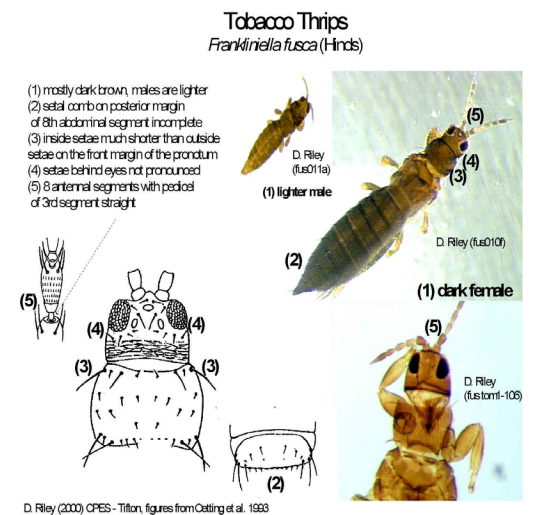 Tobacco Thrips
Frankliniella fusca (Hinds)
(1) mostly dark brown, males are lighter
(2) setal comb on posterior margin
of 8th abdominal segment incomplete
(3) inside setae much shorter than outside
setae on the front margin of the pronotum
(4) setae behind eyes not pronounced
(5) 8 antennal segments with pedicel
of 3rd segment straight
D. Riley
(fus011a)
(1) lighter male
(5)
(4)
(3)
D. Riley (fus010f)
(2)
(1) dark female
(5)
(4)
(4)
(3)
(3)
(2)
(5)
D. Riley
(fustom1-106)
D. Riley (2000) CPES - Tifton, figures from Oetting et al. 1993